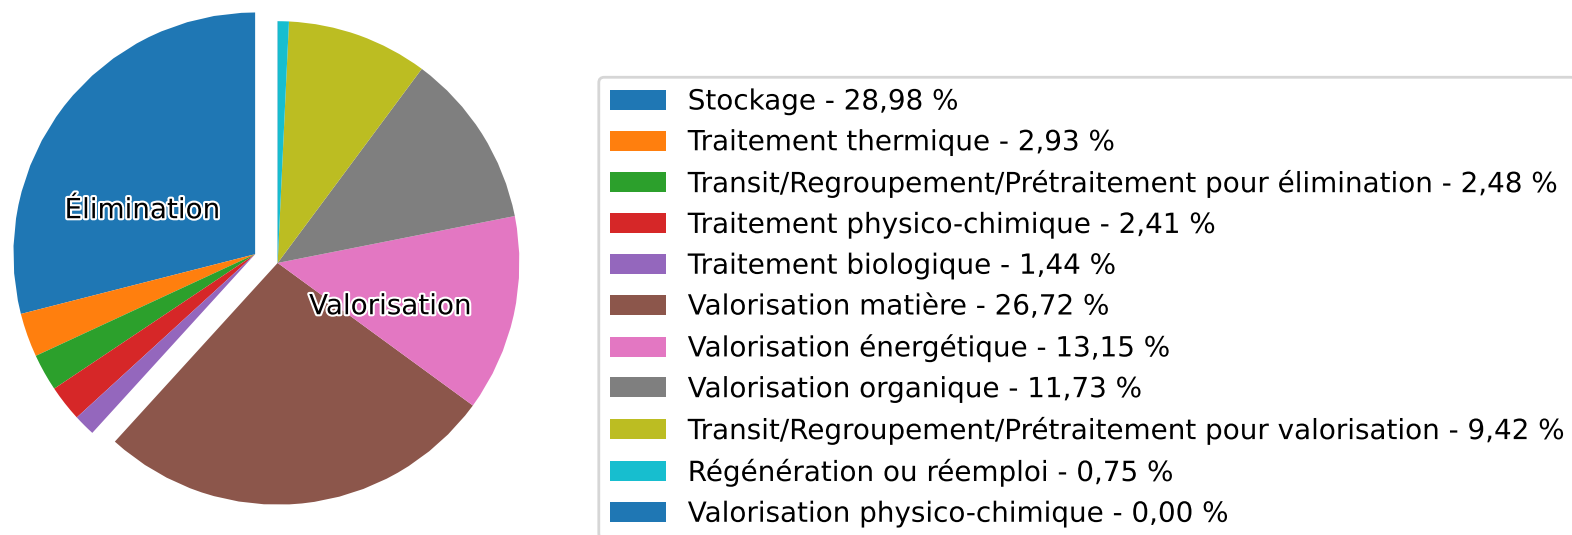 Élimination
Valorisation
Stockage - 28,98 %
Traitement thermique - 2,93 %
Transit/Regroupement/Prétraitement pour élimination - 2,48 %
Traitement physico-chimique - 2,41 %
Traitement biologique - 1,44 %
Valorisation matière - 26,72 %
Valorisation énergétique - 13,15 %
Valorisation organique - 11,73 %
Transit/Regroupement/Prétraitement pour valorisation - 9,42 %
Régénération ou réemploi - 0,75 %
Valorisation physico-chimique - 0,00 %